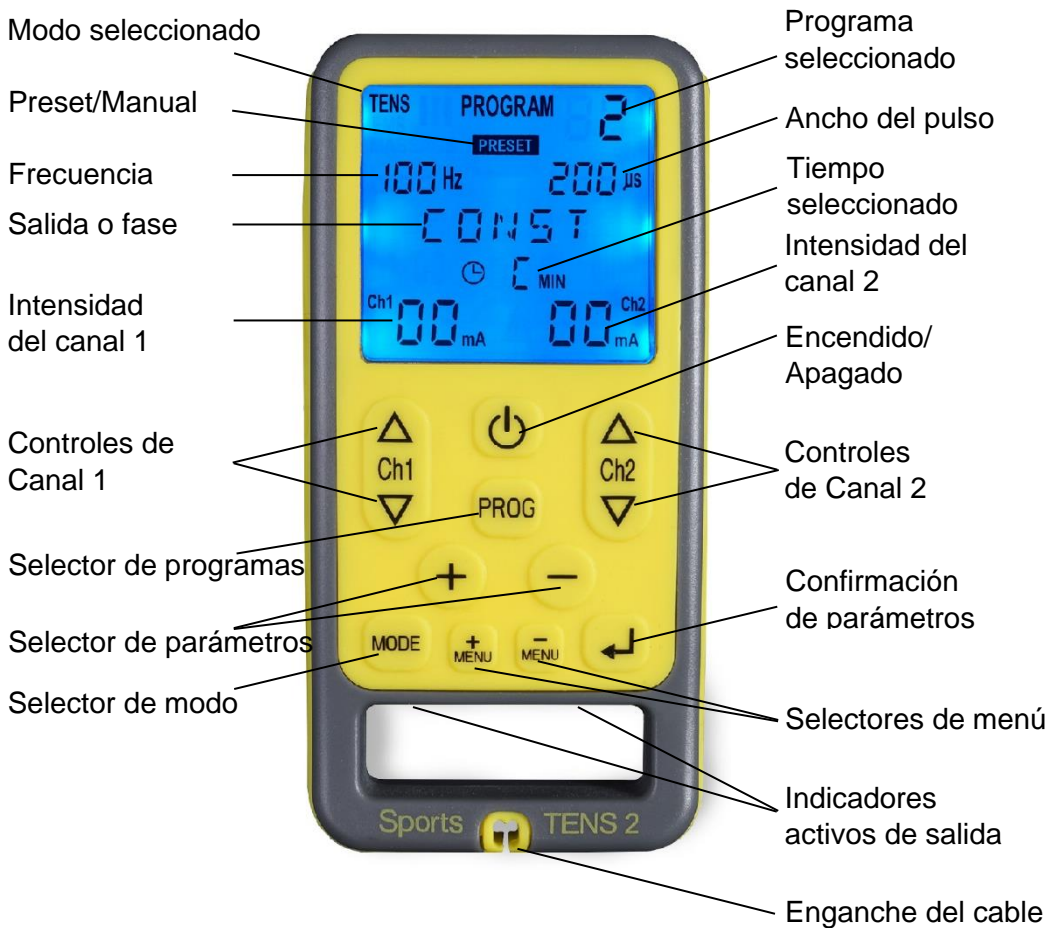 Modo seleccionado
Preset/Manual
Frecuencia
Salida o fase
Intensidad
del canal 1
Controles de
Canal 1
Selector de programas
Selector de parámetros
Selector de modo
TENS PROGRAM 2
PRESET
100 Hz 200 µs
CONST
C MIN
Ch1 00 mA 00 Ch2 mA
Ch1
Ch2
PROG
+ −
MODE
+ MENU
− MENU
Sports TENS 2
Programa
seleccionado
Ancho del pulso
Tiempo
seleccionado
Intensidad del
canal 2
Encendido/
Apagado
Controles
de Canal 2
Confirmación
de parámetros
Selectores de menú
Indicadores
activos de salida
Enganche del cable